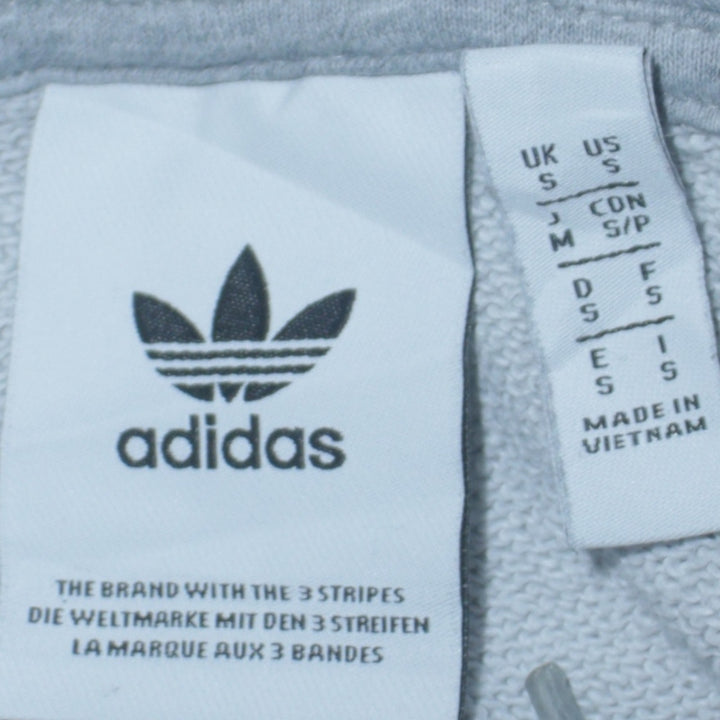 adidas
THE BRAND WITH THE 3 STRIPES
DIE WELTMARKE MIT DEN 3 STREIFEN
LA MARQUE AUX 3 BANDES
UK US
S S
J CDN
M S/P
D F
S S
E I
S S
MADE IN
VIETNAM